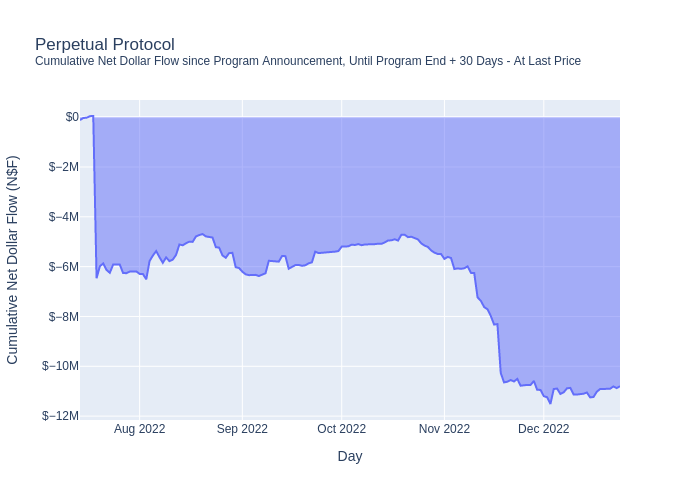 Perpetual Protocol
Cumulative Net Dollar Flow since Program Announcement, Until Program End + 30 Days - At Last Price
Cumulative Net Dollar Flow (N$F)
$0
$−2M
$−4M
$−6M
$−8M
$−10M
$−12M
Aug 2022
Sep 2022
Oct 2022
Nov 2022
Dec 2022
Day